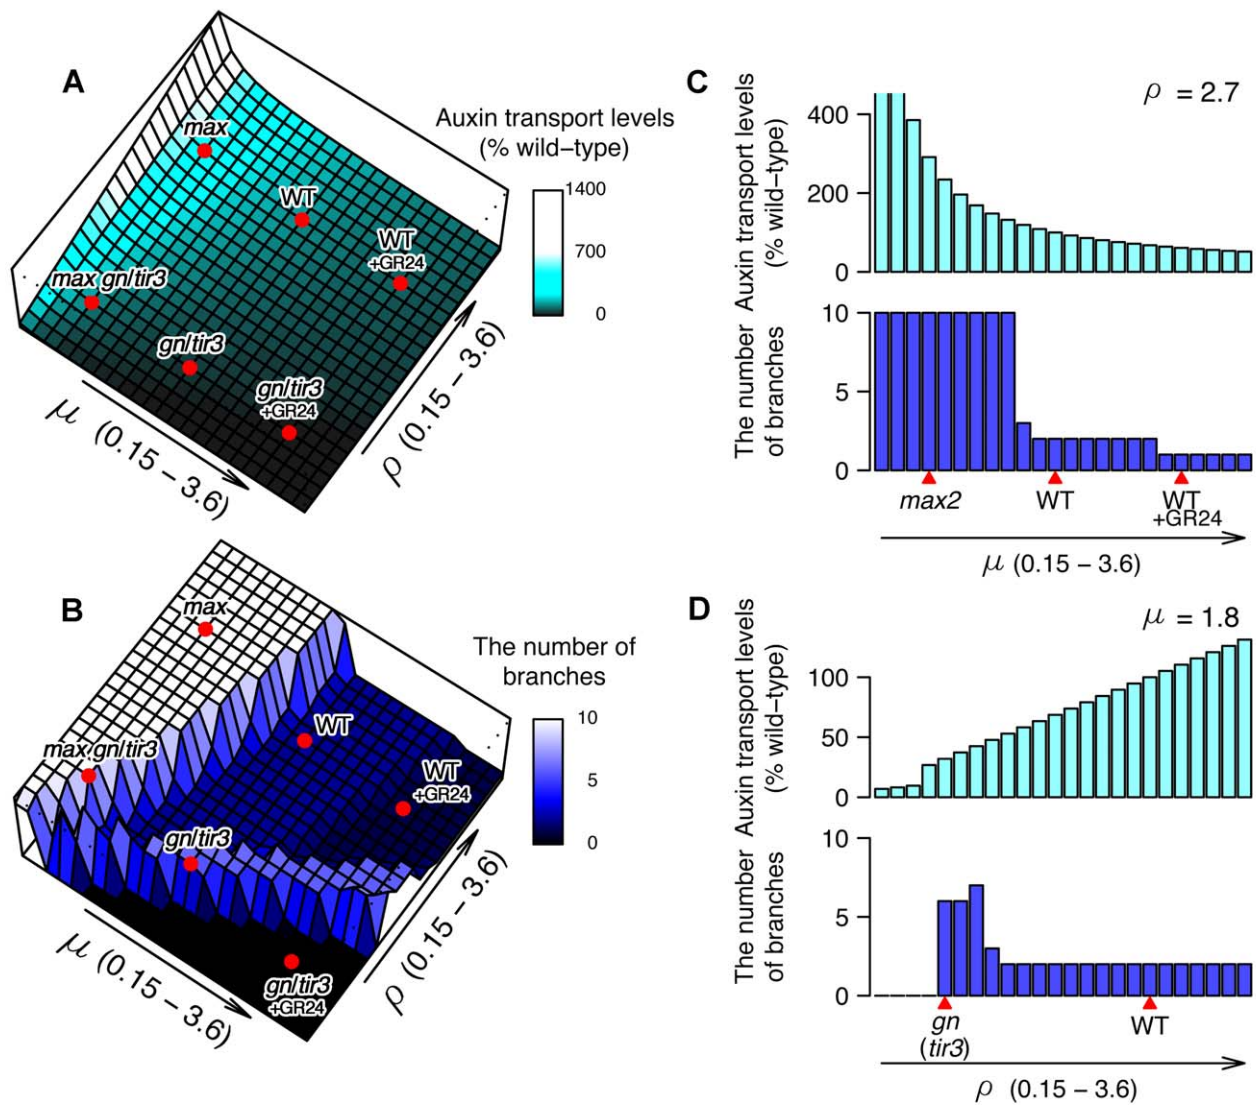 A
Auxin transport levels
(% wild–type)
1400
700
0
max
WT
WT
+GR24
max gn/tir3
gn/tir3
gn/tir3
+GR24
μ (0.15 – 3.6)
ρ (0.15 – 3.6)
B
The number of
branches
10
5
0
max
WT
WT
+GR24
max gn/tir3
gn/tir3
gn/tir3
+GR24
μ (0.15 – 3.6)
ρ (0.15 – 3.6)
C
ρ = 2.7
Auxin transport levels
(% wild–type)
400
200
0
The number
of branches
10
5
0
max2
WT
WT
+GR24
μ (0.15 – 3.6)
D
μ = 1.8
Auxin transport levels
(% wild–type)
100
50
0
The number
of branches
10
5
0
gn
(tir3)
WT
ρ (0.15 – 3.6)